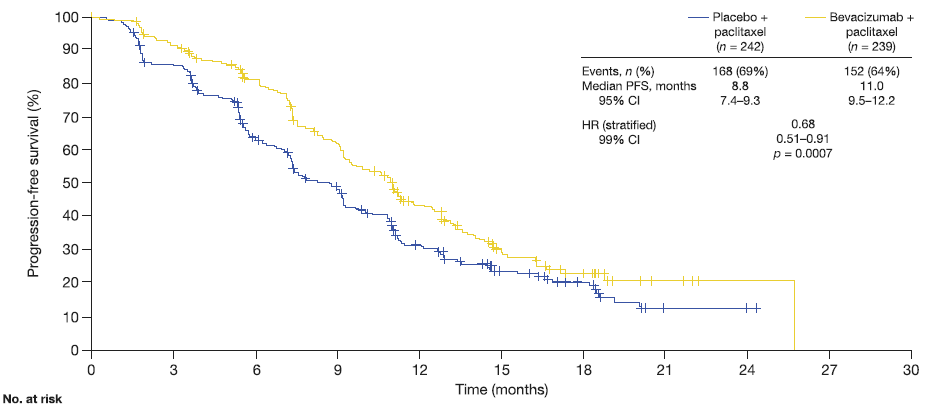 Placebo + Bevacizumab +
paclitaxel paclitaxel
(n = 242) (n = 239)
Events, n (%) 168 (69%) 152 (64%)
Median PFS, months 8.8 11.0
95% CI 7.4–9.3 9.5–12.2
HR (stratified) 0.68
99% CI 0.51–0.91
p = 0.0007
Progression-free survival (%)
100
90
80
70
60
50
40
30
20
10
0
0 3 6 9 12 15 18 21 24 27 30
Time (months)
No. at risk